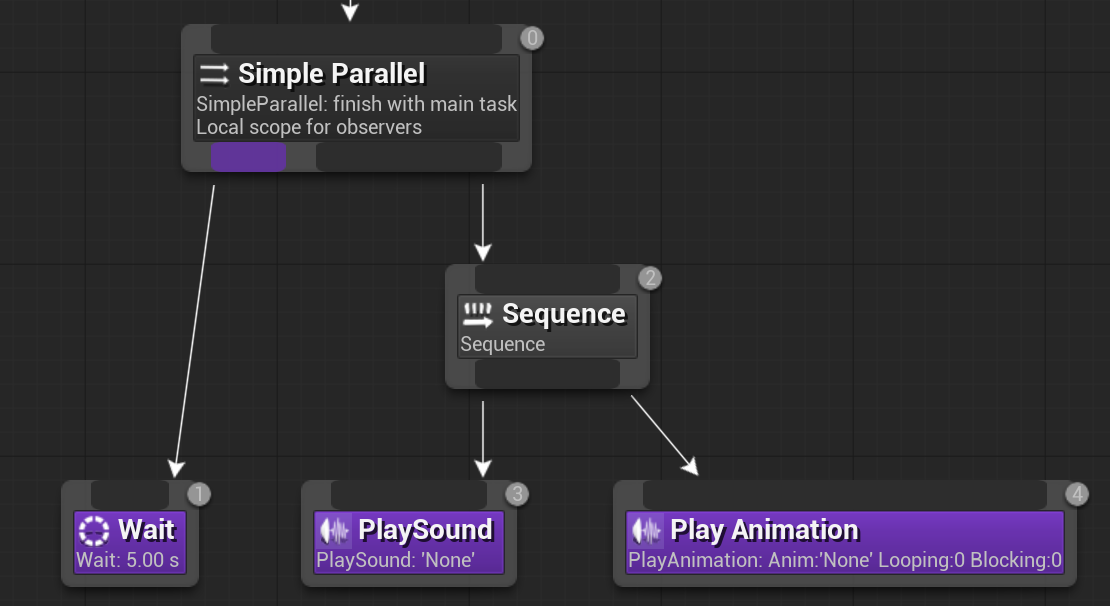 0
Simple Parallel
SimpleParallel: finish with main task
Local scope for observers
2
Sequence
Sequence
1
Wait
Wait: 5.00 s
3
PlaySound
PlaySound: 'None'
4
Play Animation
PlayAnimation: Anim:'None' Looping:0 Blocking:0